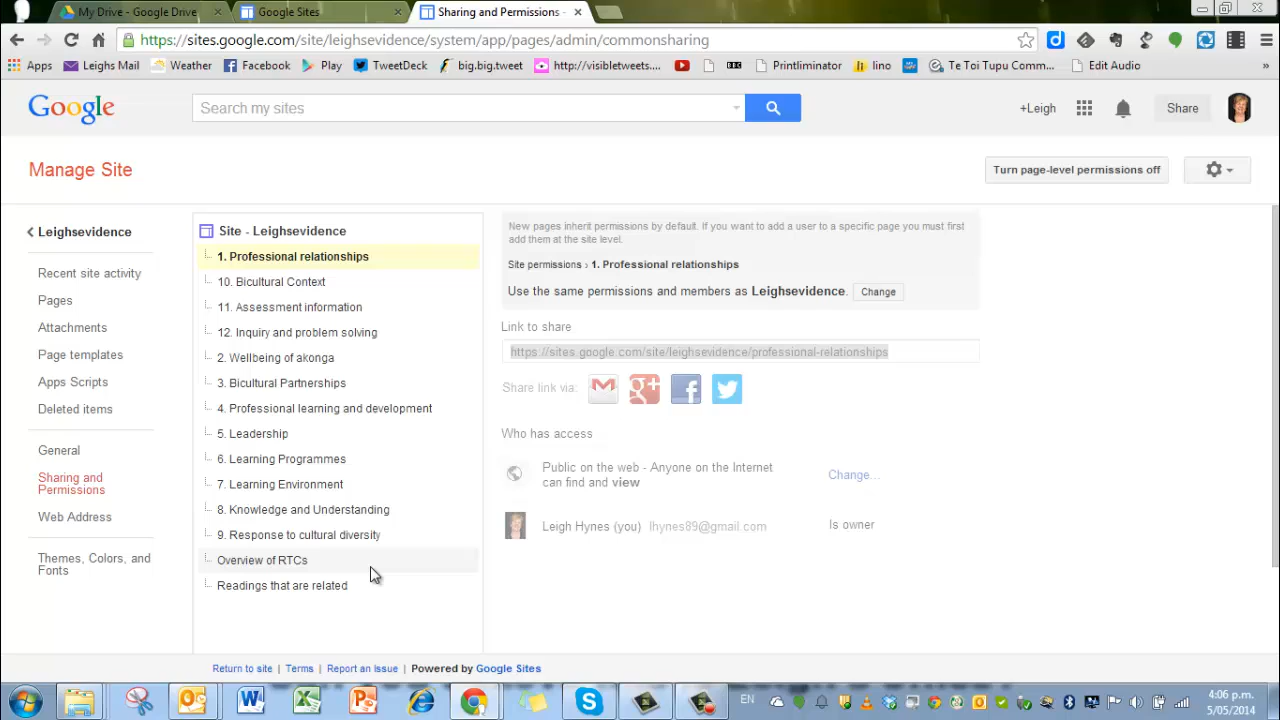 My Drive - Google Drive
Google Sites
Sharing and Permissions -
https://sites.google.com/site/leighsevidence/system/app/pages/admin/commonsharing
Apps
Leighs Mail
Weather
Facebook
Play
TweetDeck
big.big.tweet
http://visibletweets....
Printliminator
lino
Te Toi Tupu Comm...
Edit Audio
»
Google
Search my sites
+Leigh
Share
Manage Site
Turn page-level permissions off
Leighsevidence
Recent site activity
Pages
Attachments
Page templates
Apps Scripts
Deleted items
General
Sharing and
Permissions
Web Address
Themes, Colors, and
Fonts
Site - Leighsevidence
1. Professional relationships
10. Bicultural Context
11. Assessment information
12. Inquiry and problem solving
2. Wellbeing of akonga
3. Bicultural Partnerships
4. Professional learning and development
5. Leadership
6. Learning Programmes
7. Learning Environment
8. Knowledge and Understanding
9. Response to cultural diversity
Overview of RTCs
Readings that are related
New pages inherit permissions by default. If you want to add a user to a specific page you must first
add them at the site level.
Site permissions › 1. Professional relationships
Use the same permissions and members as Leighsevidence. Change
Link to share
https://sites.google.com/site/leighsevidence/professional-relationships
Share link via:
Who has access
Public on the web - Anyone on the Internet
can find and view
Change...
Leigh Hynes (you) lhynes89@gmail.com
Is owner
Return to site | Terms | Report an Issue | Powered by Google Sites
EN
4:06 p.m.
5/05/2014